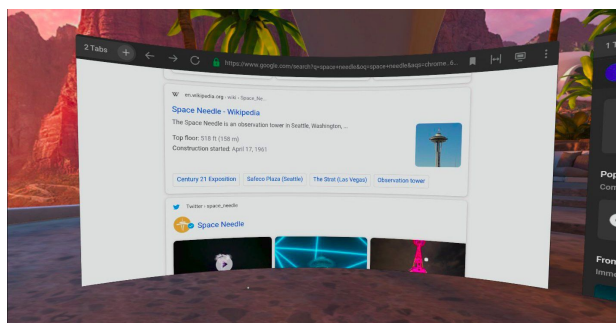 2 Tabs
https://www.google.com/search?q=space+needle&oq=space+needle&aqs=chrome..6...
1 T
en.wikipedia.org › wiki › Space_Ne...
Space Needle - Wikipedia
The Space Needle is an observation tower in Seattle, Washington, ...
Top floor: 518 ft (158 m)
Construction started: April 17, 1961
Century 21 Exposition
Safeco Plaza (Seattle)
The Strat (Las Vegas)
Observation tower
Twitter › space_needle
Space Needle
Pop
Com
Fron
Imme